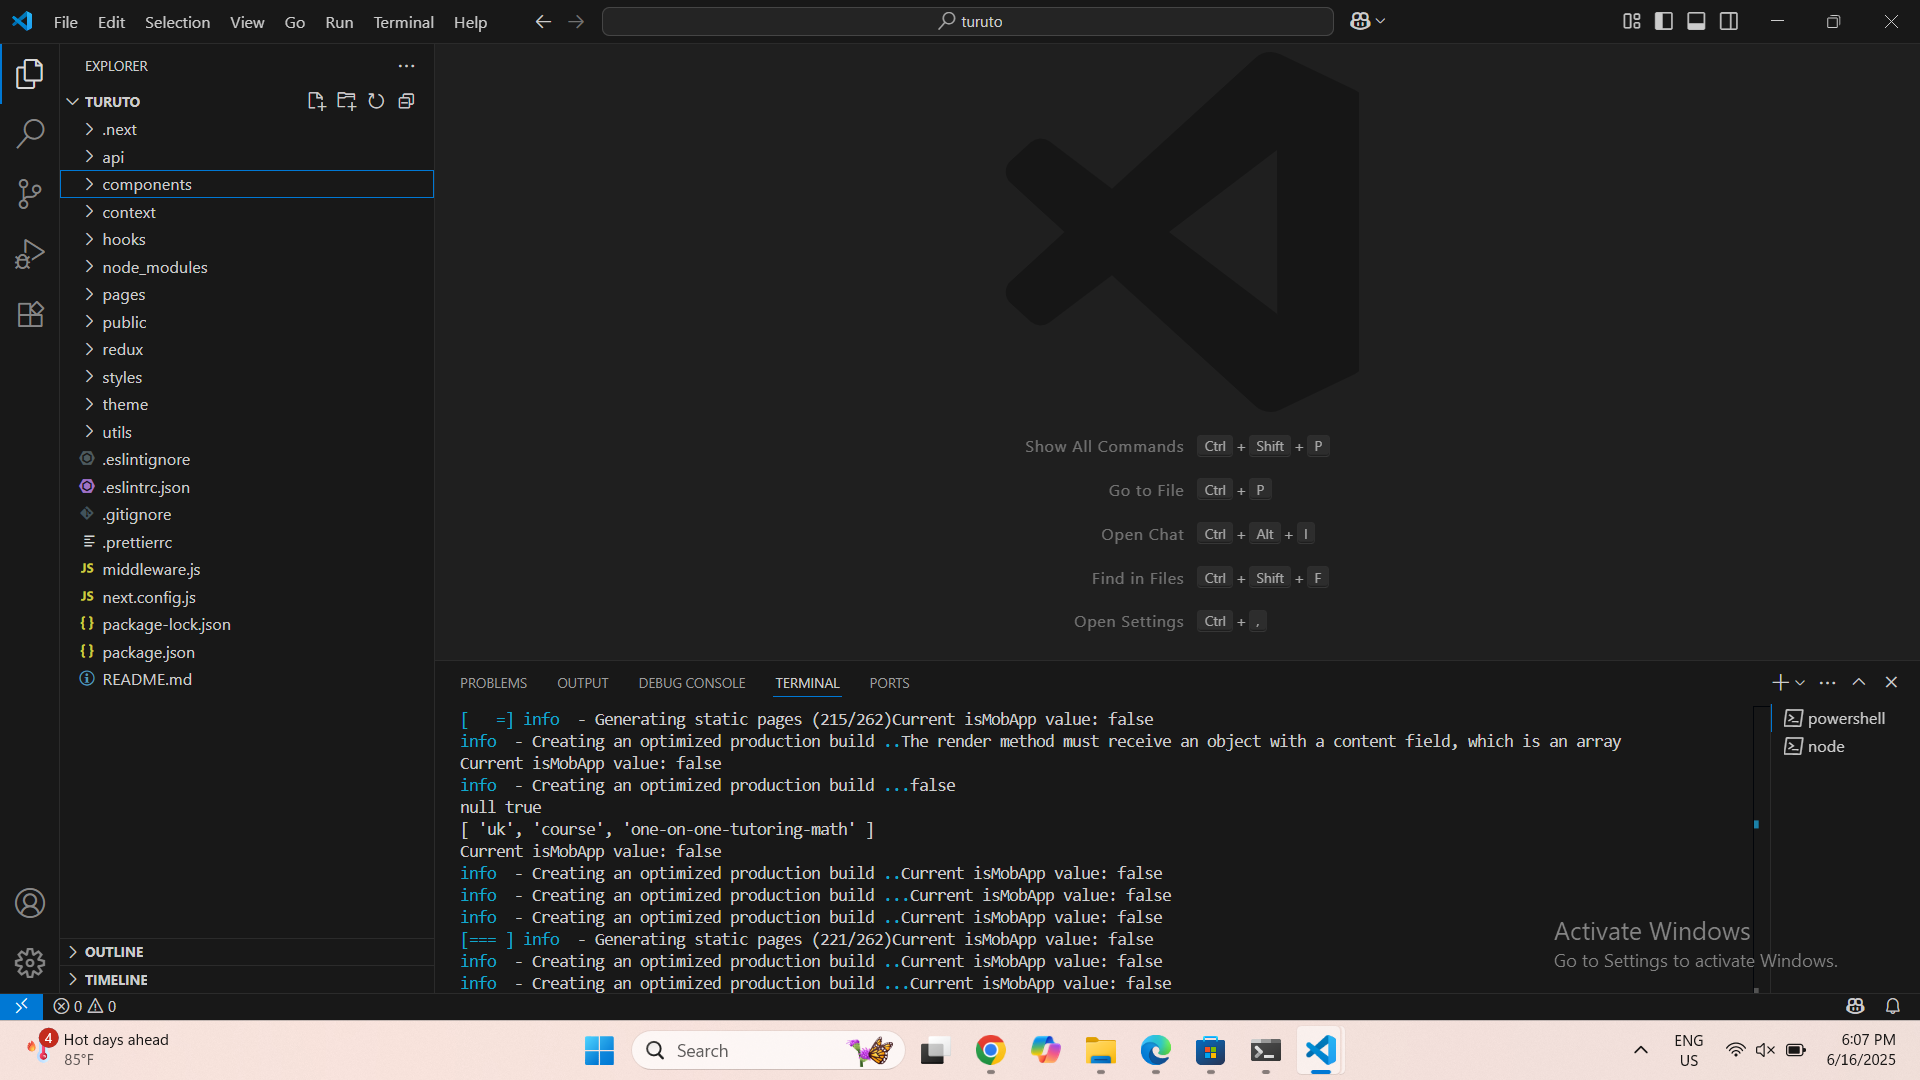 File Edit Selection View Go Run Terminal Help
turuto
EXPLORER
TURUTO
.next
api
components
context
hooks
node_modules
pages
public
redux
styles
theme
utils
.eslintignore
.eslintrc.json
.gitignore
.prettierrc
JS middleware.js
JS next.config.js
{} package-lock.json
{} package.json
README.md
OUTLINE
TIMELINE
Show All Commands Ctrl + Shift + P
Go to File Ctrl + P
Open Chat Ctrl + Alt + I
Find in Files Ctrl + Shift + F
Open Settings Ctrl + ,
PROBLEMS OUTPUT DEBUG CONSOLE TERMINAL PORTS
[   =] info  - Generating static pages (215/262)Current isMobApp value: false
info  - Creating an optimized production build ..The render method must receive an object with a content field, which is an array
Current isMobApp value: false
info  - Creating an optimized production build ...false
null true
[ 'uk', 'course', 'one-on-one-tutoring-math' ]
Current isMobApp value: false
info  - Creating an optimized production build ..Current isMobApp value: false
info  - Creating an optimized production build ...Current isMobApp value: false
info  - Creating an optimized production build ..Current isMobApp value: false
[=== ] info  - Generating static pages (221/262)Current isMobApp value: false
info  - Creating an optimized production build ..Current isMobApp value: false
info  - Creating an optimized production build ...Current isMobApp value: false
powershell
node
Activate Windows
Go to Settings to activate Windows.
0 0
4
Hot days ahead
85°F
Search
ENG
US
6:07 PM
6/16/2025